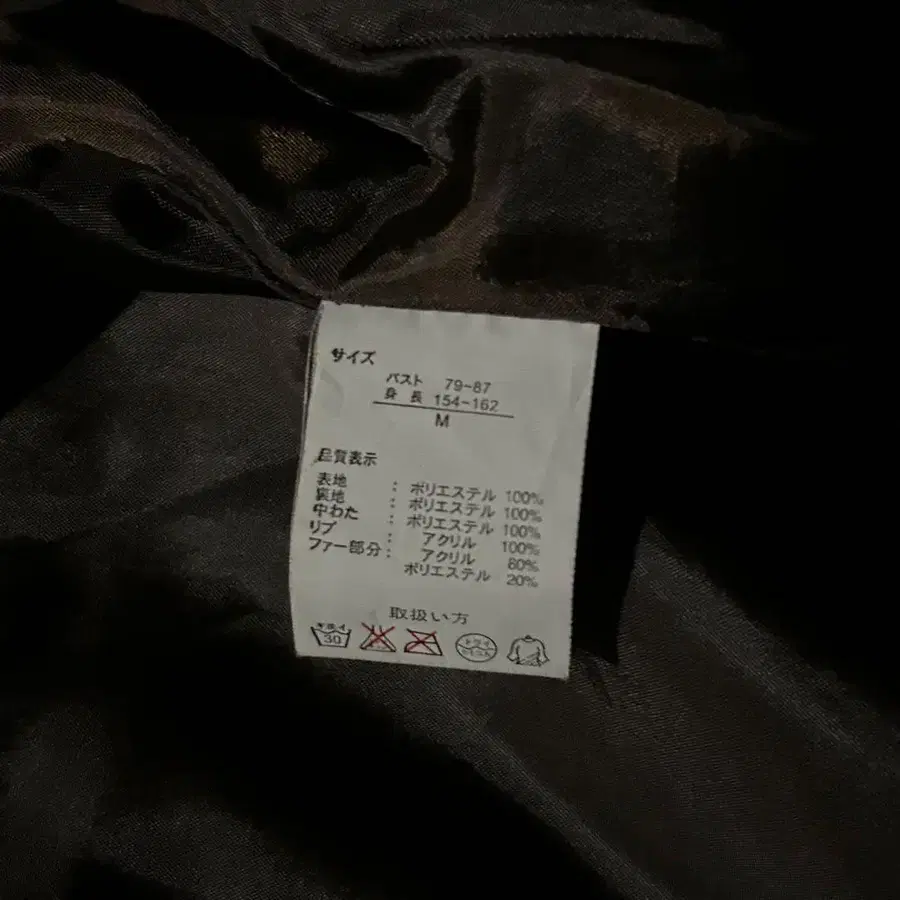 サイズ
バスト 79~87
身長 154~162
M
品質表示
表地 : ポリエステル 100%
裏地 : ポリエステル 100%
中わた : ポリエステル 100%
リブ : アクリル 100%
ファー部分 : アクリル 80%
ポリエステル 20%
取扱い方
30
ドライ